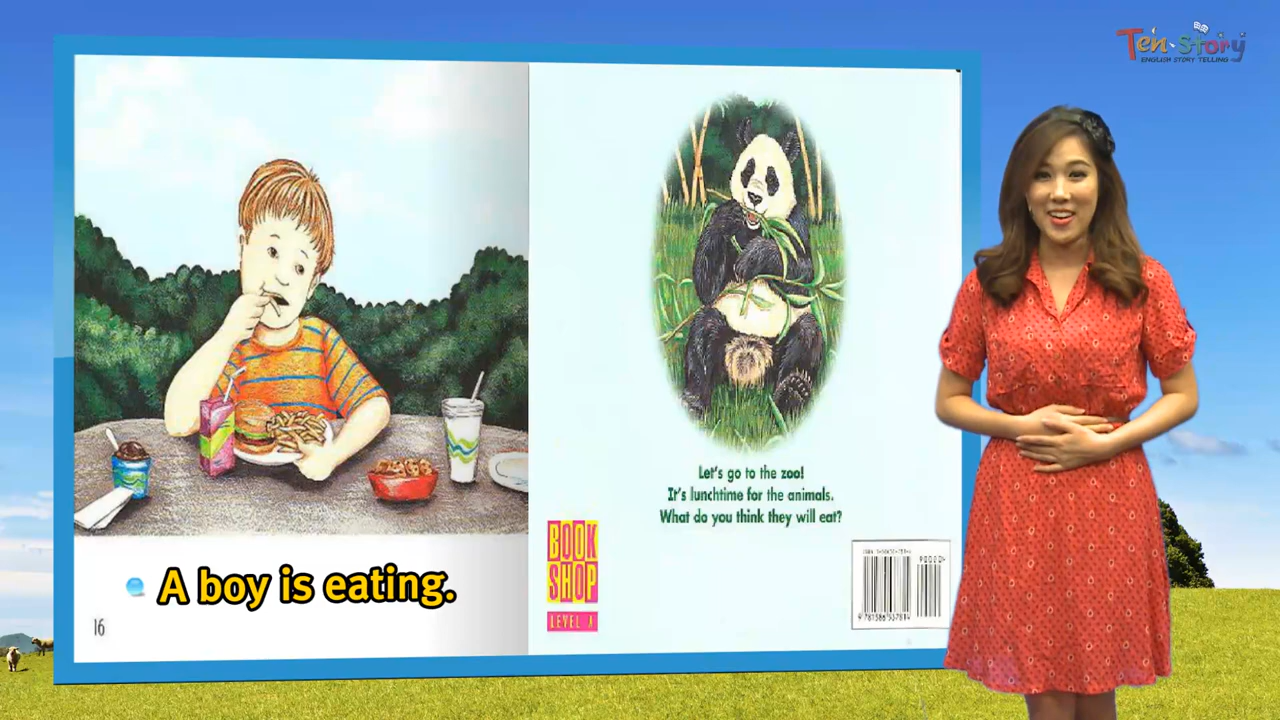 Ten Story
ENGLISH STORY TELLING
A boy is eating.
16
Let's go to the zoo!
It's lunchtime for the animals.
What do you think they will eat?
BOOK
SHOP
LEVEL A
90000